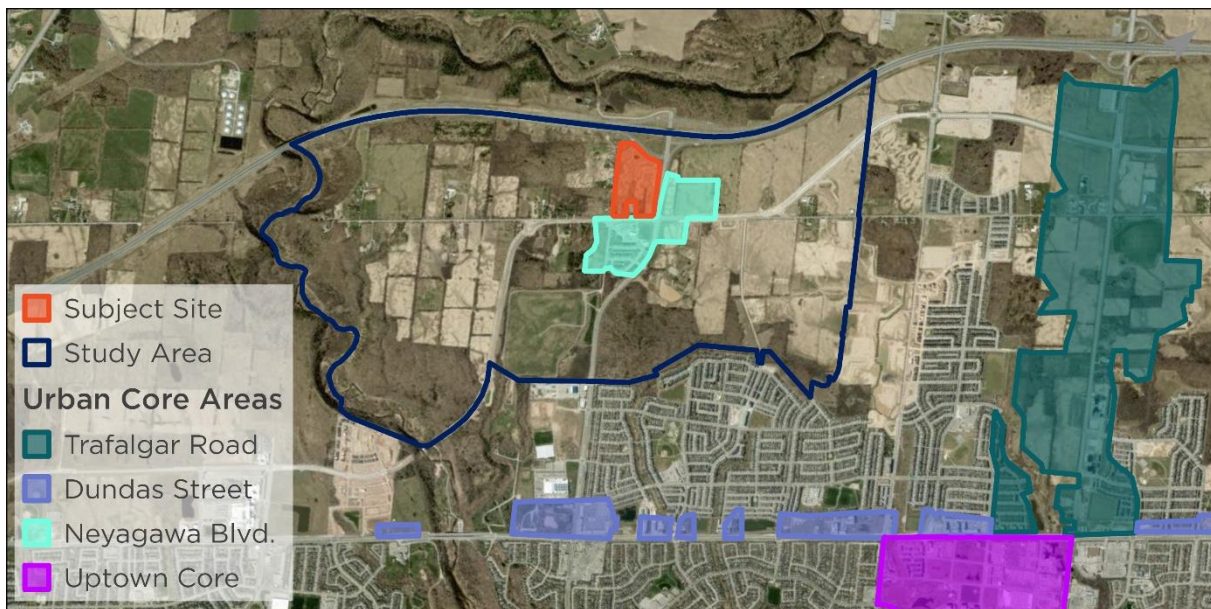 Subject Site
Study Area
Urban Core Areas
Trafalgar Road
Dundas Street
Neyagawa Blvd.
Uptown Core